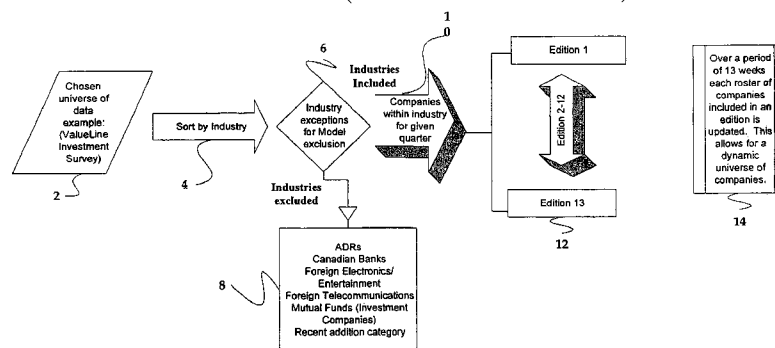 1
0
6
Industries
Included
Edition 1
Chosen
universe of
data
example:
(ValueLine
Investment
Survey)
Sort by Industry
Industry
exceptions
for Model
exclusion
Companies
within industry
for given
quarter
Edition 2-12
Over a period
of 13 weeks
each roster of
companies
included in an
edition is
updated. This
allows for a
dynamic
universe of
companies.
2
4
Industries
excluded
Edition 13
12
14
8
ADRs
Canadian Banks
Foreign Electronics/
Entertainment
Foreign Telecommunications
Mutual Funds (Investment
Companies)
Recent addition category